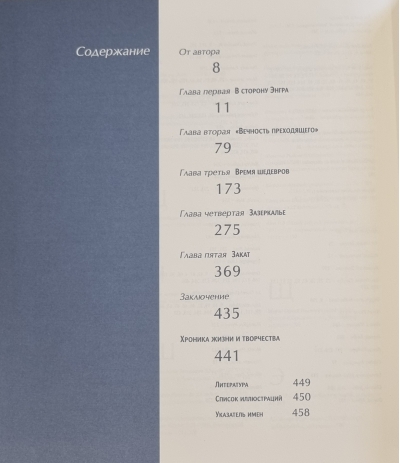 Содержание
От автора
8
Глава первая В сторону Энгра
11
Глава вторая «Вечность преходящего»
79
Глава третья Время шедевров
173
Глава четвертая Зазеркалье
275
Глава пятая Закат
369
Заключение
435
Хроника жизни и творчества
441
Литература 449
Список иллюстраций 450
Указатель имен 458